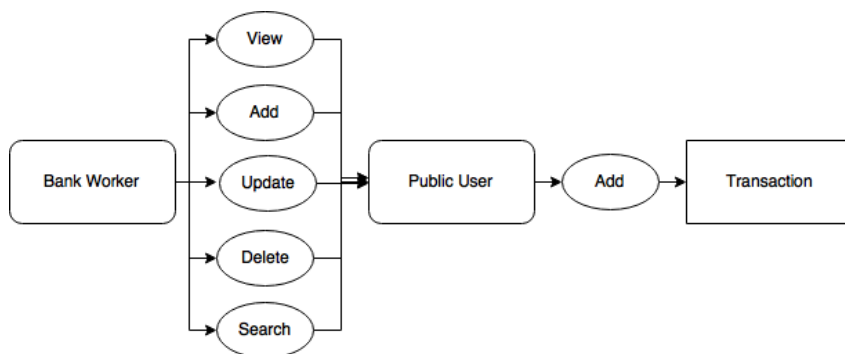 View
Add
Bank Worker
Update
Public User
Add
Transaction
Delete
Search